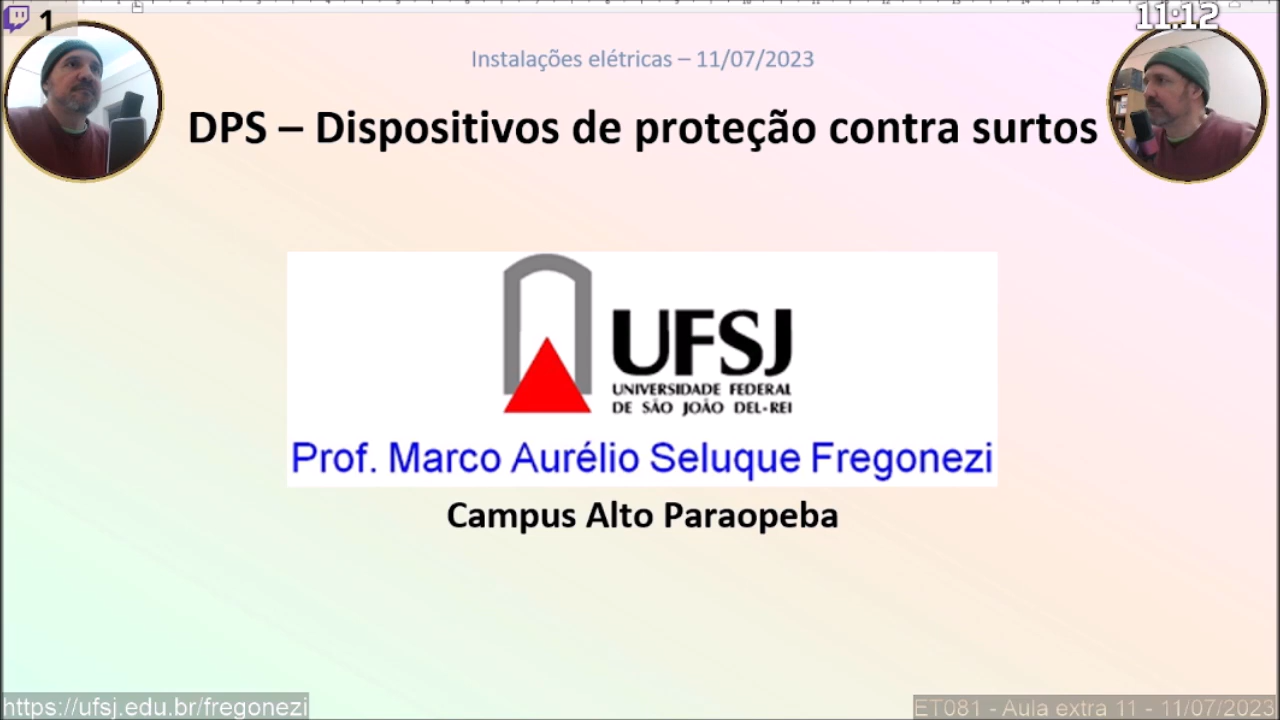 1
11:12
Instalações elétricas – 11/07/2023
DPS – Dispositivos de proteção contra surtos
UFSJ
UNIVERSIDADE FEDERAL
DE SÃO JOÃO DEL-REI
Prof. Marco Aurélio Seluque Fregonezi
Campus Alto Paraopeba
https://ufsj.edu.br/fregonezi
ET081 - Aula extra 11 - 11/07/2023